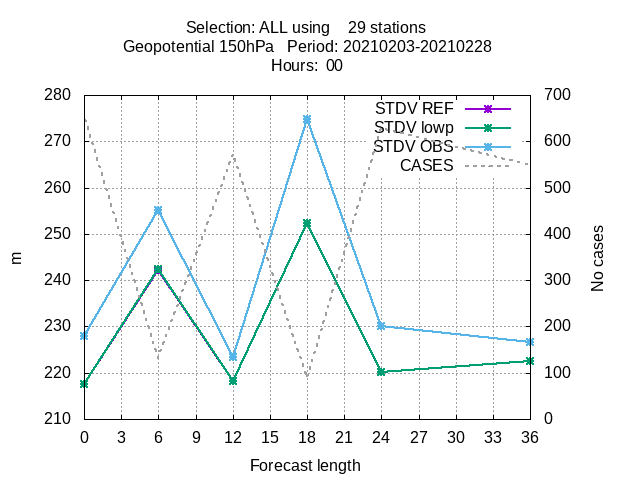 Selection: ALL using    29 stations
Geopotential 150hPa   Period: 20210203-20210228
Hours:  00
280
270
260
250
240
230
220
210
m
700
600
500
400
300
200
100
0
No cases
STDV REF
STDV lowp
STDV OBS
CASES
0 3 6 9 12 15 18 21 24 27 30 33 36
Forecast length